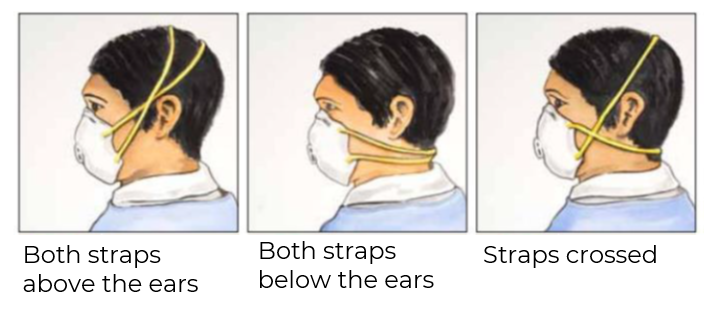 Both straps
above the ears
Both straps
below the ears
Straps crossed